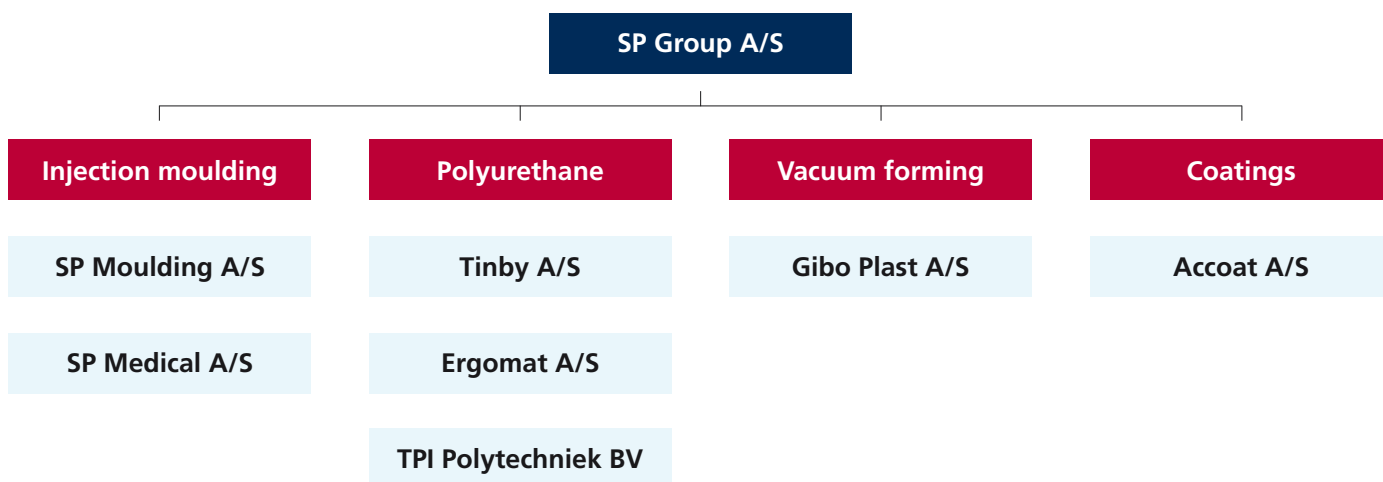 SP Group A/S
Injection moulding
Polyurethane
Vacuum forming
Coatings
SP Moulding A/S
Tinby A/S
Gibo Plast A/S
Accoat A/S
SP Medical A/S
Ergomat A/S
TPI Polytechniek BV